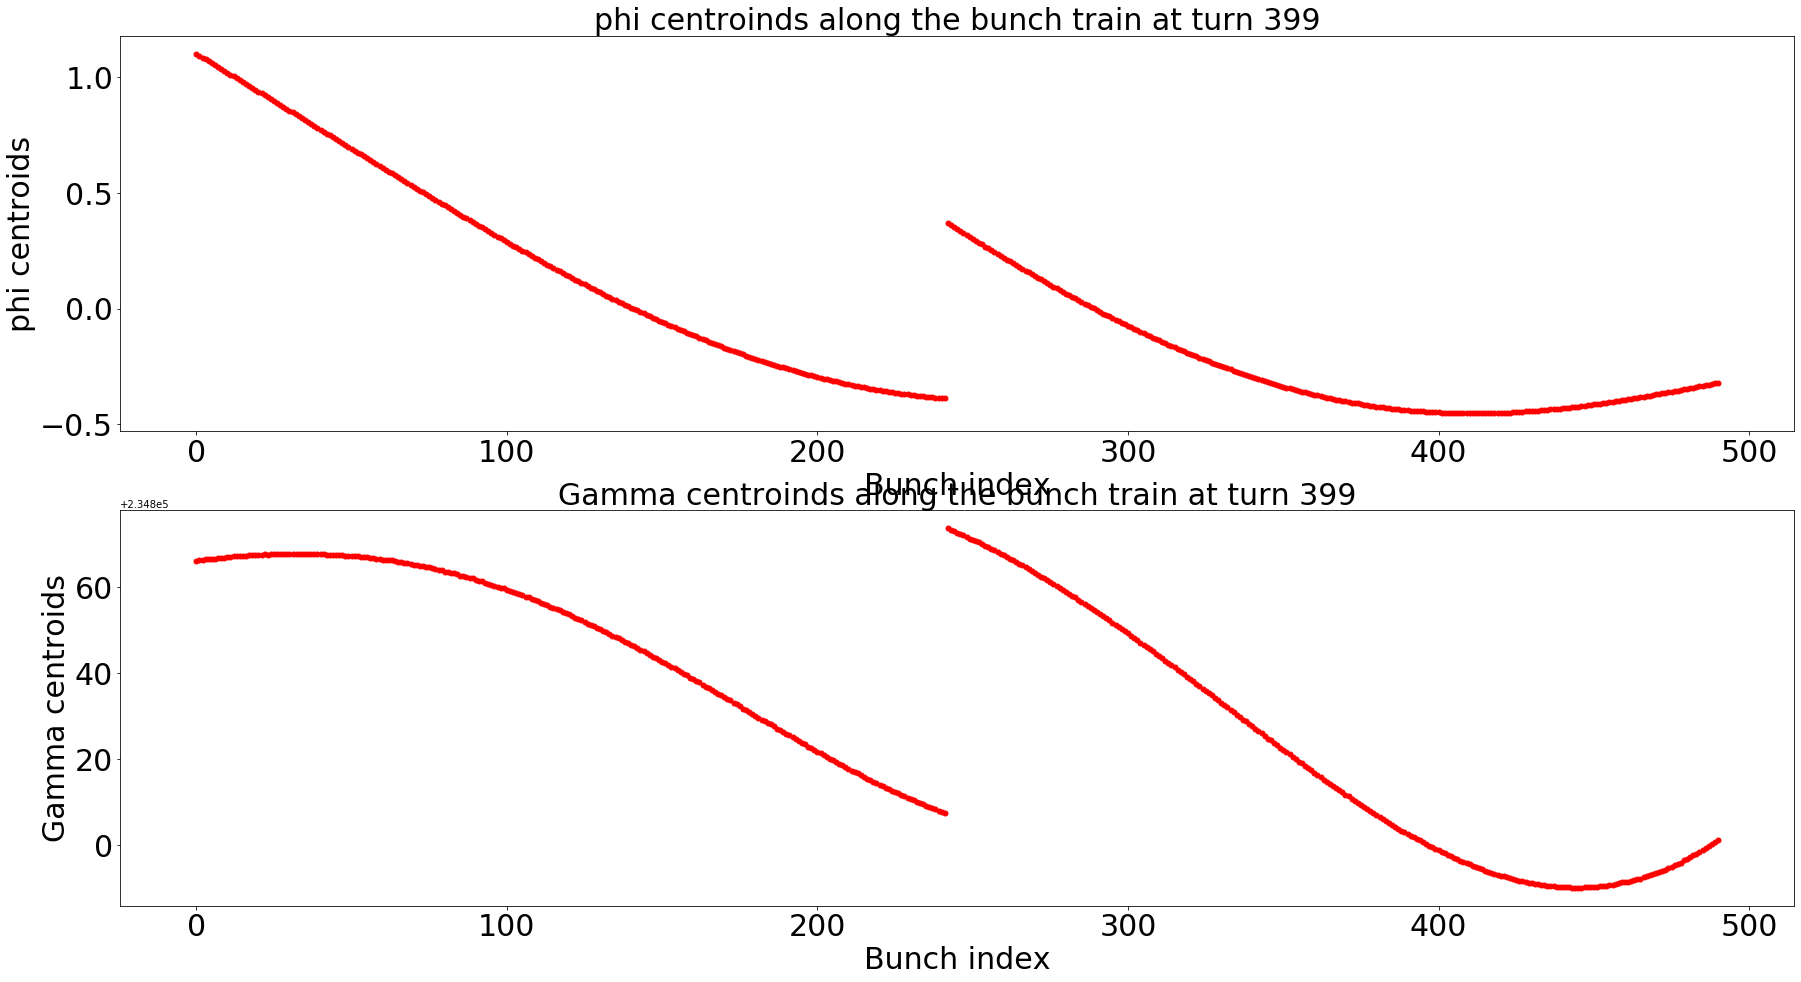 phi centroinds along the bunch train at turn 399
phi centroids
1.0
0.5
0.0
−0.5
0 100 200 300 400 500
Bunch index
Gamma centroinds along the bunch train at turn 399
+2.348e5
Gamma centroids
60
40
20
0
0 100 200 300 400 500
Bunch index